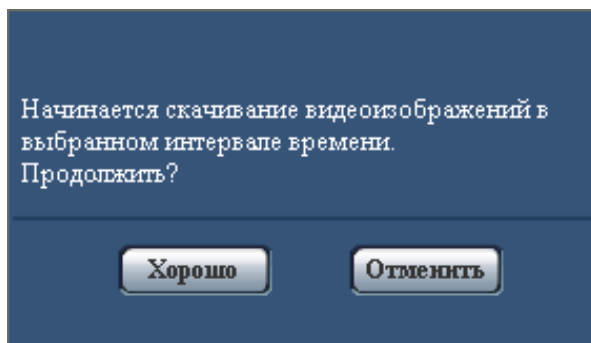 Начинается скачивание видеоизображений в
выбранном интервале времени.
Продолжить?
Хорошо
Отменить